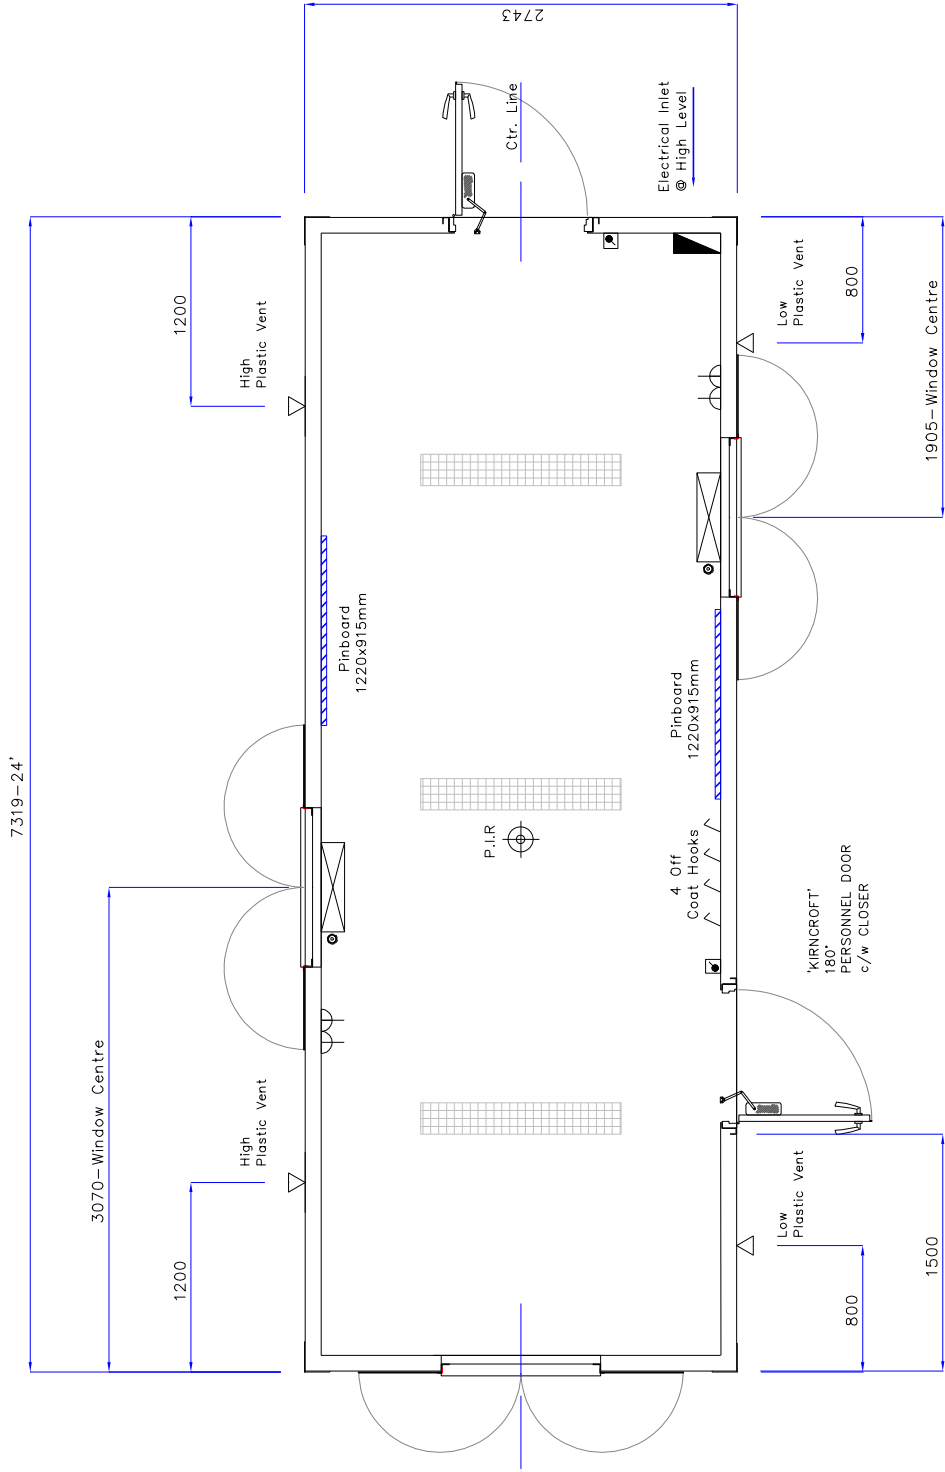 2743
Ctr. Line
Electrical Inlet
@ High Level
1200
High
Plastic Vent
Low
Plastic Vent
800
1905-Window Centre
Pinboard
1220x915mm
Pinboard
1220x915mm
7319-24'
P.I.R
4 Off
Coat Hooks
'KIRNCROFT'
180°
PERSONNEL DOOR
c/w CLOSER
3070-Window Centre
High
Plastic Vent
1200
Low
Plastic Vent
800
1500